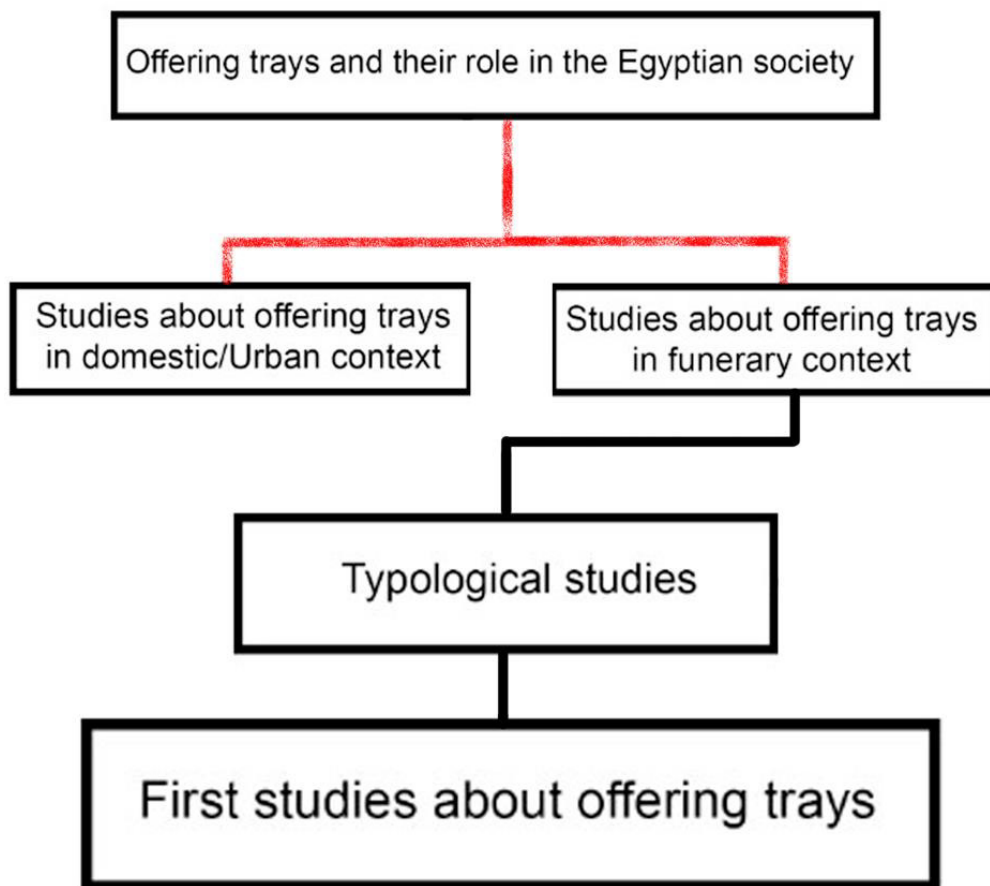 Offering trays and their role in the Egyptian society
Studies about offering trays
in domestic/Urban context
Studies about offering trays
in funerary context
Typological studies
First studies about offering trays